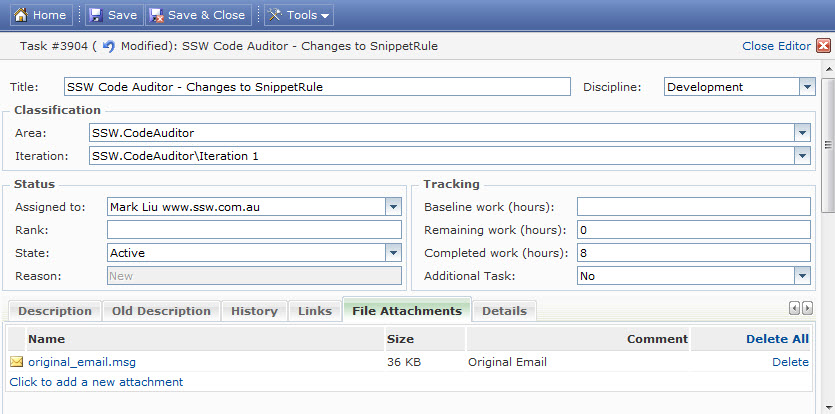 Home Save Save & Close Tools
Task #3904 ( Modified): SSW Code Auditor - Changes to SnippetRule Close Editor
Title: SSW Code Auditor - Changes to SnippetRule Discipline: Development
Classification
Area: SSW.CodeAuditor
Iteration: SSW.CodeAuditor\Iteration 1
Status Tracking
Assigned to: Mark Liu www.ssw.com.au Baseline work (hours):
Rank: Remaining work (hours): 0
State: Active Completed work (hours): 8
Reason: New Additional Task: No
Description Old Description History Links File Attachments Details
Name Size Comment Delete All
original_email.msg 36 KB Original Email Delete
Click to add a new attachment